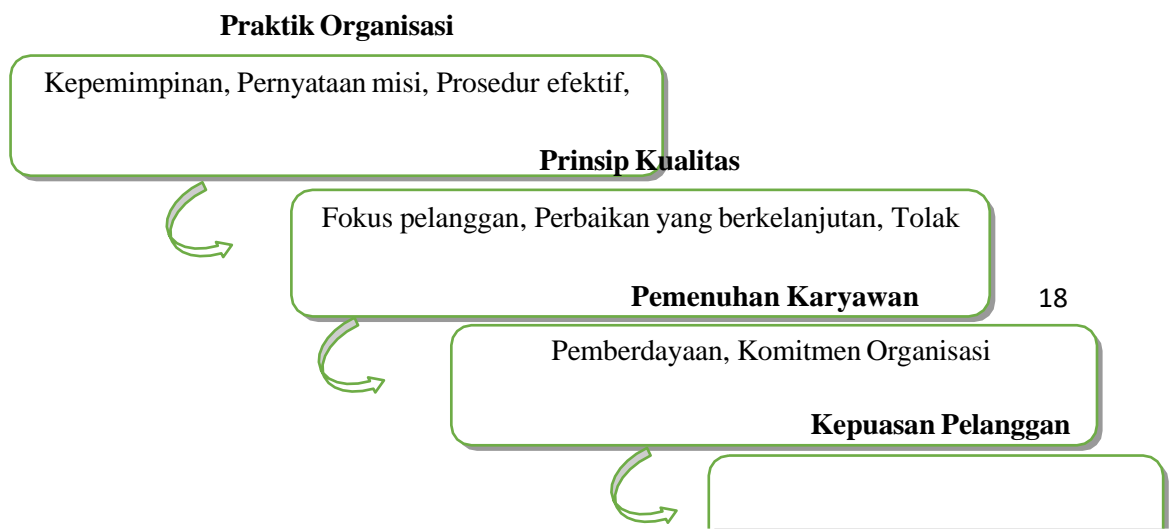 Praktik Organisasi
Kepemimpinan, Pernyataan misi, Prosedur efektif,
Prinsip Kualitas
Fokus pelanggan, Perbaikan yang berkelanjutan, Tolak
Pemenuhan Karyawan
18
Pemberdayaan, Komitmen Organisasi
Kepuasan Pelanggan